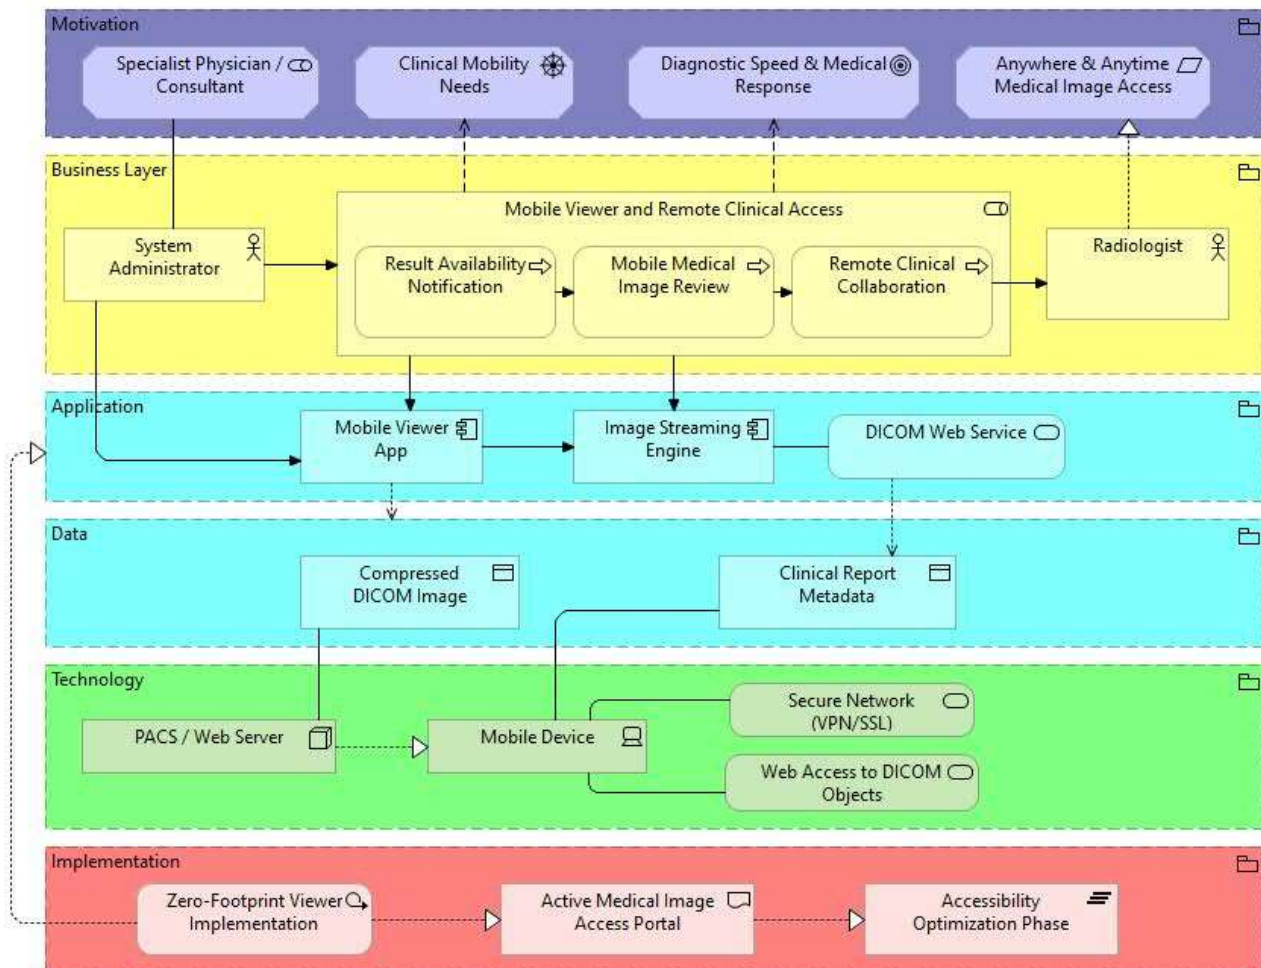 Motivation
Specialist Physician /
Consultant
Clinical Mobility
Needs
Diagnostic Speed & Medical
Response
Anywhere & Anytime
Medical Image Access
Business Layer
Mobile Viewer and Remote Clinical Access
System
Administrator
Result Availability
Notification
Mobile Medical
Image Review
Remote Clinical
Collaboration
Radiologist
Application
Mobile Viewer
App
Image Streaming
Engine
DICOM Web Service
Data
Compressed
DICOM Image
Clinical Report
Metadata
Technology
PACS / Web Server
Mobile Device
Secure Network
(VPN/SSL)
Web Access to DICOM
Objects
Implementation
Zero-Footprint Viewer
Implementation
Active Medical Image
Access Portal
Accessibility
Optimization Phase